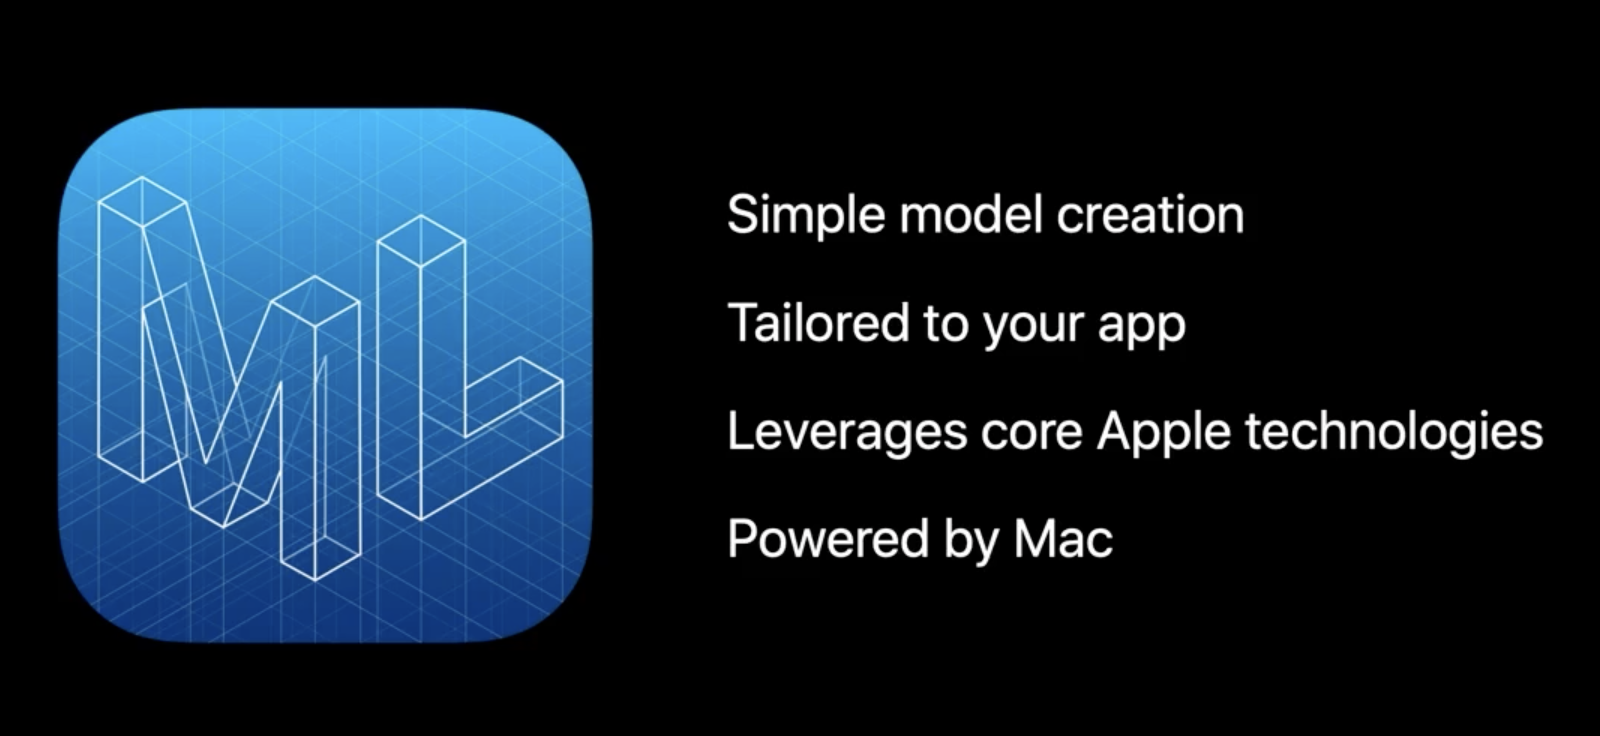 ML
Simple model creation
Tailored to your app
Leverages core Apple technologies
Powered by Mac